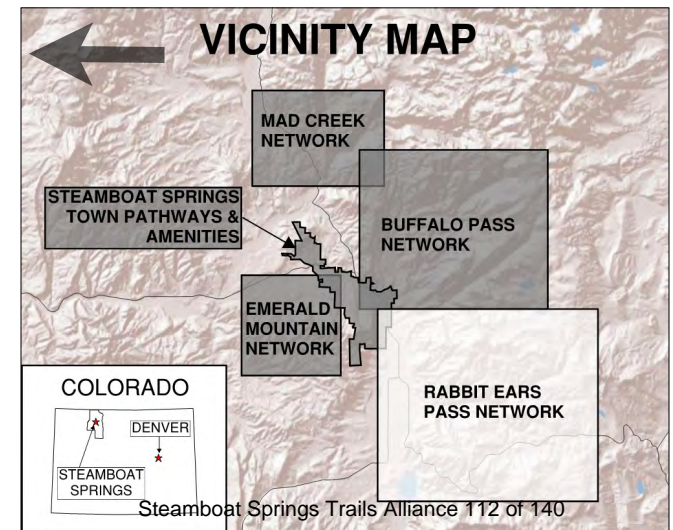 VICINITY MAP
MAD CREEK
NETWORK
STEAMBOAT SPRINGS
TOWN PATHWAYS &
AMENITIES
BUFFALO PASS
NETWORK
EMERALD
MOUNTAIN
NETWORK
RABBIT EARS
PASS NETWORK
COLORADO
DENVER
STEAMBOAT
SPRINGS
Steamboat Springs Trails Alliance 112 of 140